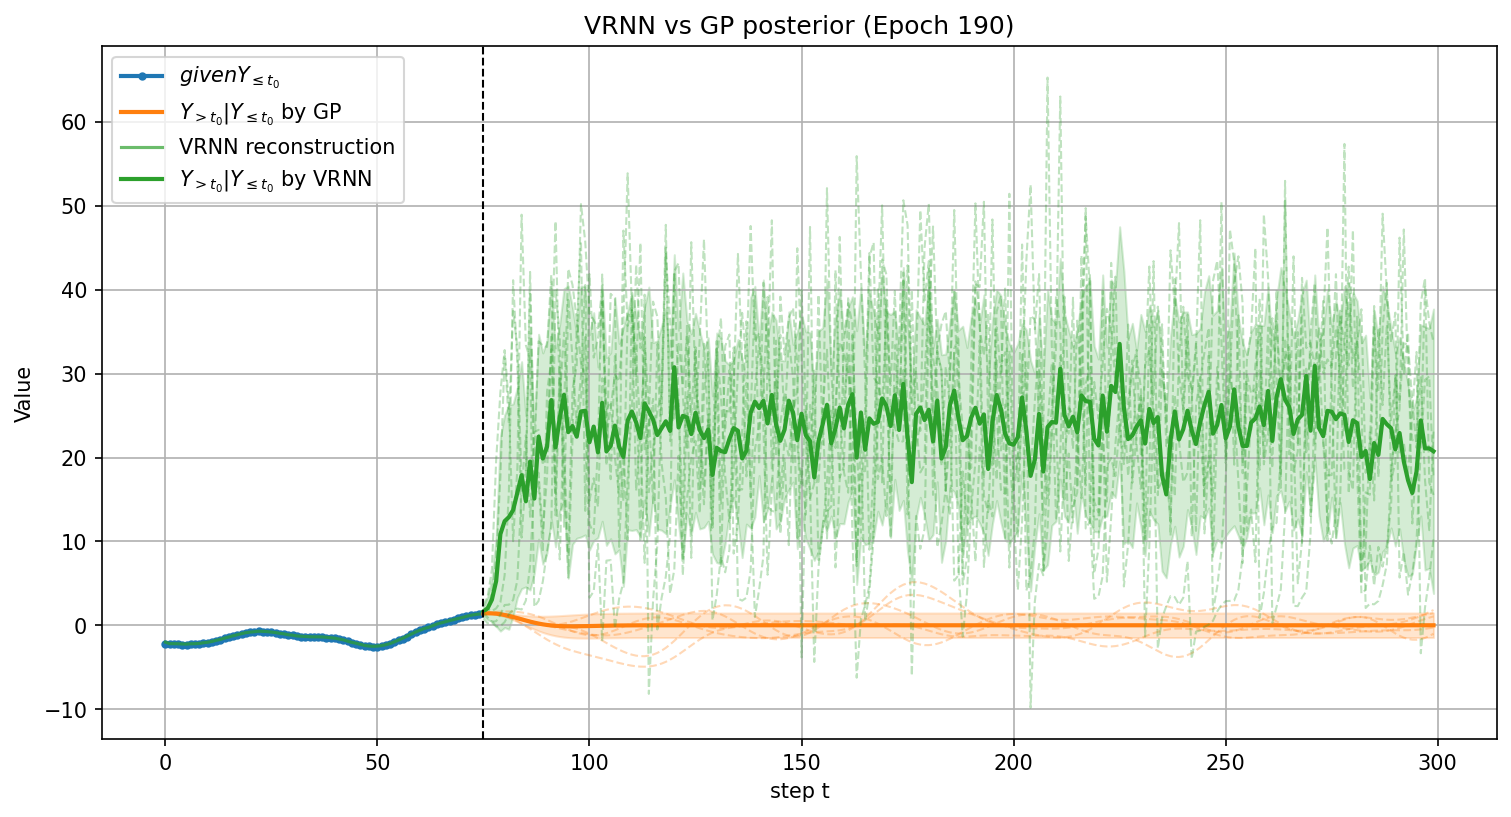 VRNN vs GP posterior (Epoch 190)
givenY≤t₀
Y>t₀|Y≤t₀ by GP
VRNN reconstruction
Y>t₀|Y≤t₀ by VRNN
Value
60
50
40
30
20
10
0
−10
0 50 100 150 200 250 300
step t